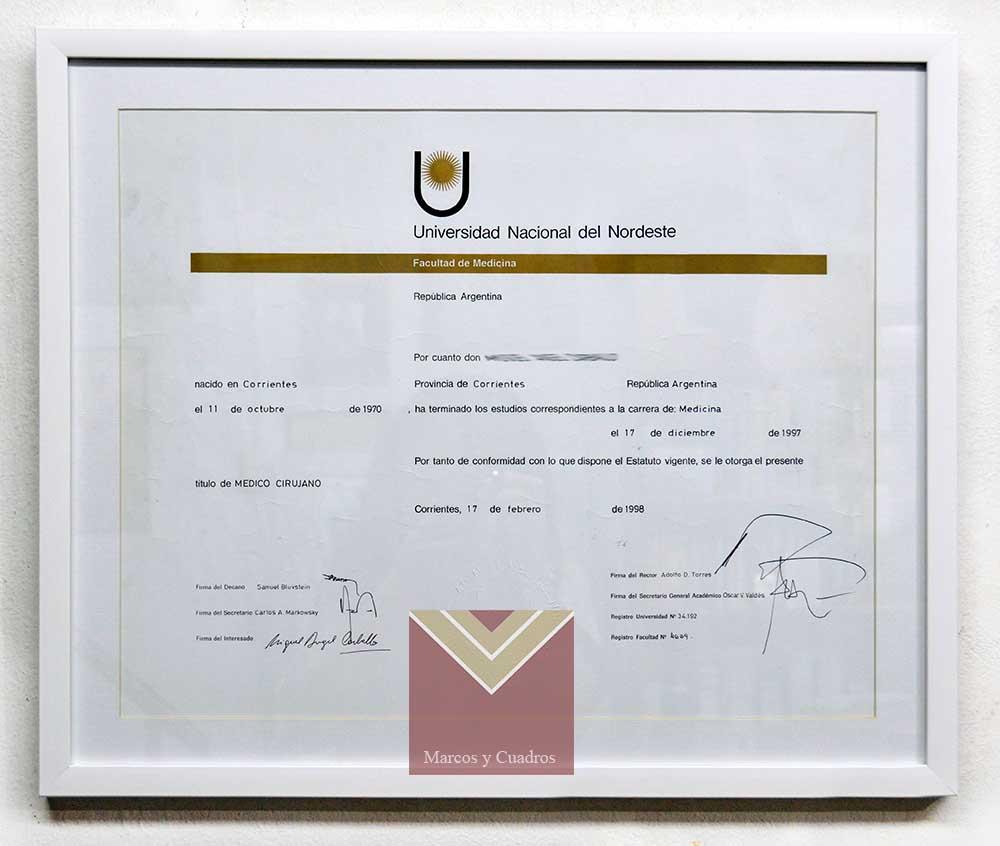 Universidad Nacional del Nordeste
Facultad de Medicina
República Argentina
Por cuanto don
nacido en Corrientes Provincia de Corrientes República Argentina
el 11 de octubre de 1970 , ha terminado los estudios correspondientes a la carrera de: Medicina
el 17 de diciembre de 1997
Por tanto de conformidad con lo que dispone el Estatuto vigente, se le otorga el presente
título de MEDICO CIRUJANO
Corrientes, 17 de febrero de 1998
Firma del Rector Adolfo D. Torres
Firma del Decano Samuel Bluvstein
Firma del Secretario General Académico Oscar V. Valdés
Firma del Secretario Carlos A. Markowsky
Registro Universidad Nº 34.192
Firma del Interesado Miguel Angel Carballo
Registro Facultad Nº
Marcos y Cuadros